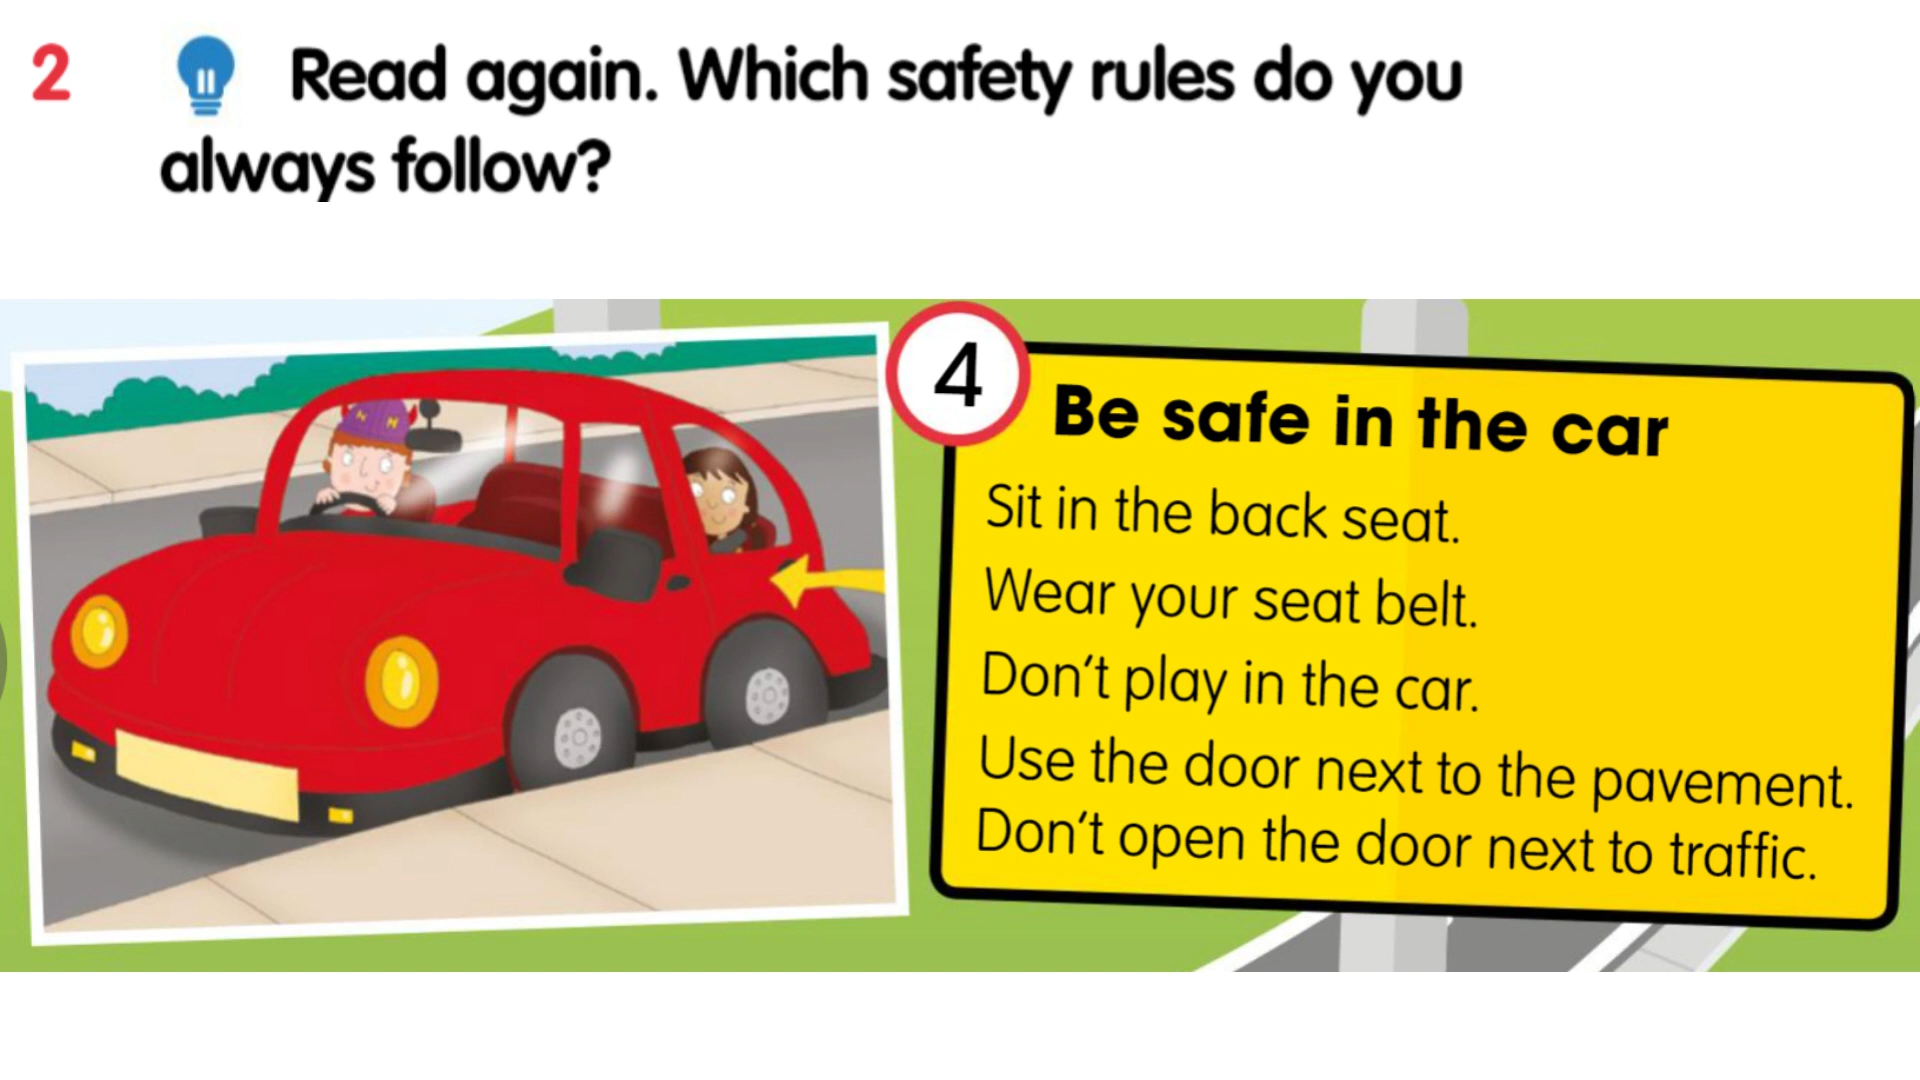 2 Read again. Which safety rules do you
always follow?
4
Be safe in the car
Sit in the back seat.
Wear your seat belt.
Don't play in the car.
Use the door next to the pavement.
Don't open the door next to traffic.